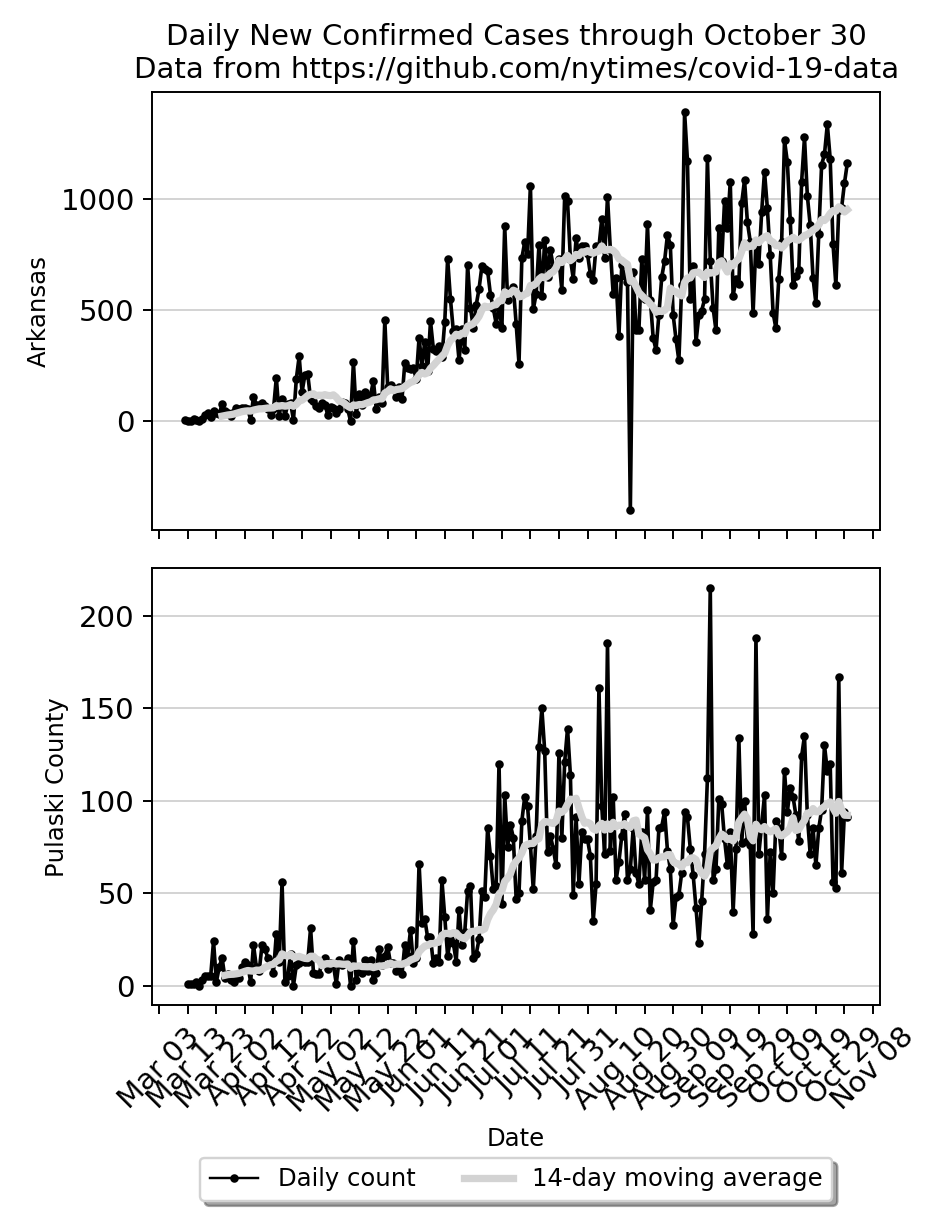 Daily New Confirmed Cases through October 30
Data from https://github.com/nytimes/covid-19-data
Arkansas
1000
500
0
Pulaski County
200
150
100
50
0
Mar 03
Mar 13
Mar 23
Apr 02
Apr 12
Apr 22
May 02
May 12
May 22
Jun 01
Jun 11
Jun 21
Jul 01
Jul 11
Jul 21
Jul 31
Aug 10
Aug 20
Aug 30
Sep 09
Sep 19
Sep 29
Oct 09
Oct 19
Oct 29
Nov 08
Date
Daily count
14-day moving average